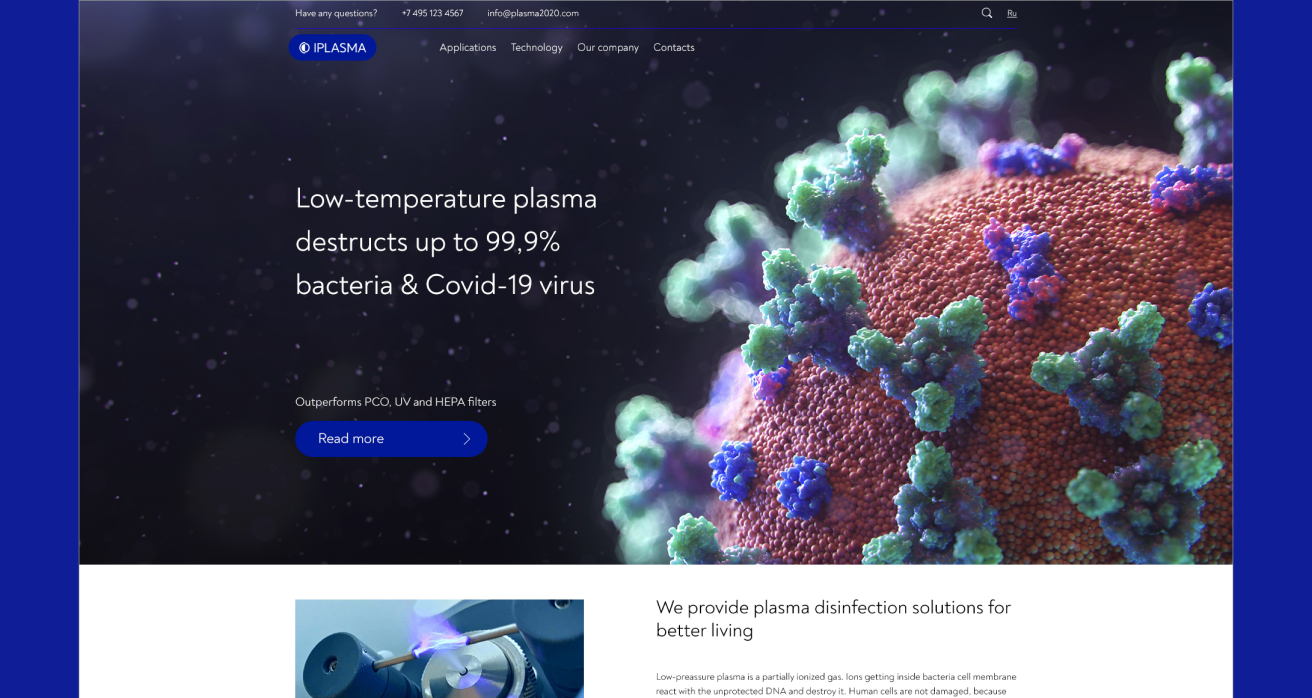 Have any questions? +7 495 123 4567 info@plasma2020.com Ru
IPLASMA Applications Technology Our company Contacts
Low-temperature plasma
destructs up to 99,9%
bacteria & Covid-19 virus
Outperforms PCO, UV and HEPA filters
Read more
We provide plasma disinfection solutions for
better living
Low-preassure plasma is a partially ionized gas. Ions getting inside bacteria cell membrane
react with the unprotected DNA and destroy it. Human cells are not damaged, because